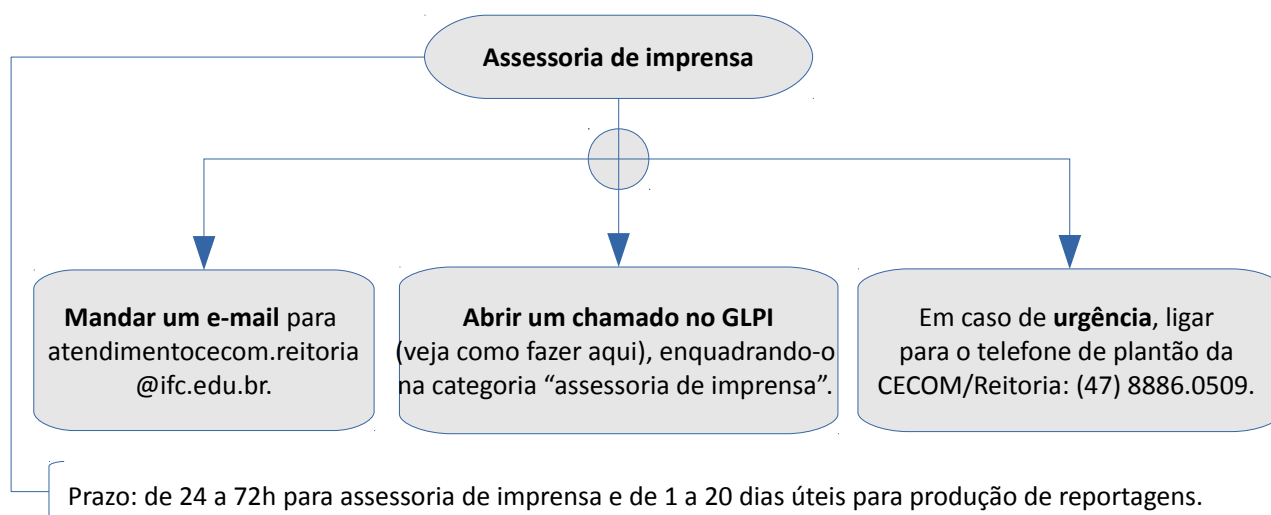 Assessoria de imprensa
Mandar um e-mail para
atendimentocecom.reitoria
@ifc.edu.br.
Abrir um chamado no GLPI
(veja como fazer aqui), enquadrando-o
na categoria “assessoria de imprensa”.
Em caso de urgência, ligar
para o telefone de plantão da
CECOM/Reitoria: (47) 8886.0509.
Prazo: de 24 a 72h para assessoria de imprensa e de 1 a 20 dias úteis para produção de reportagens.